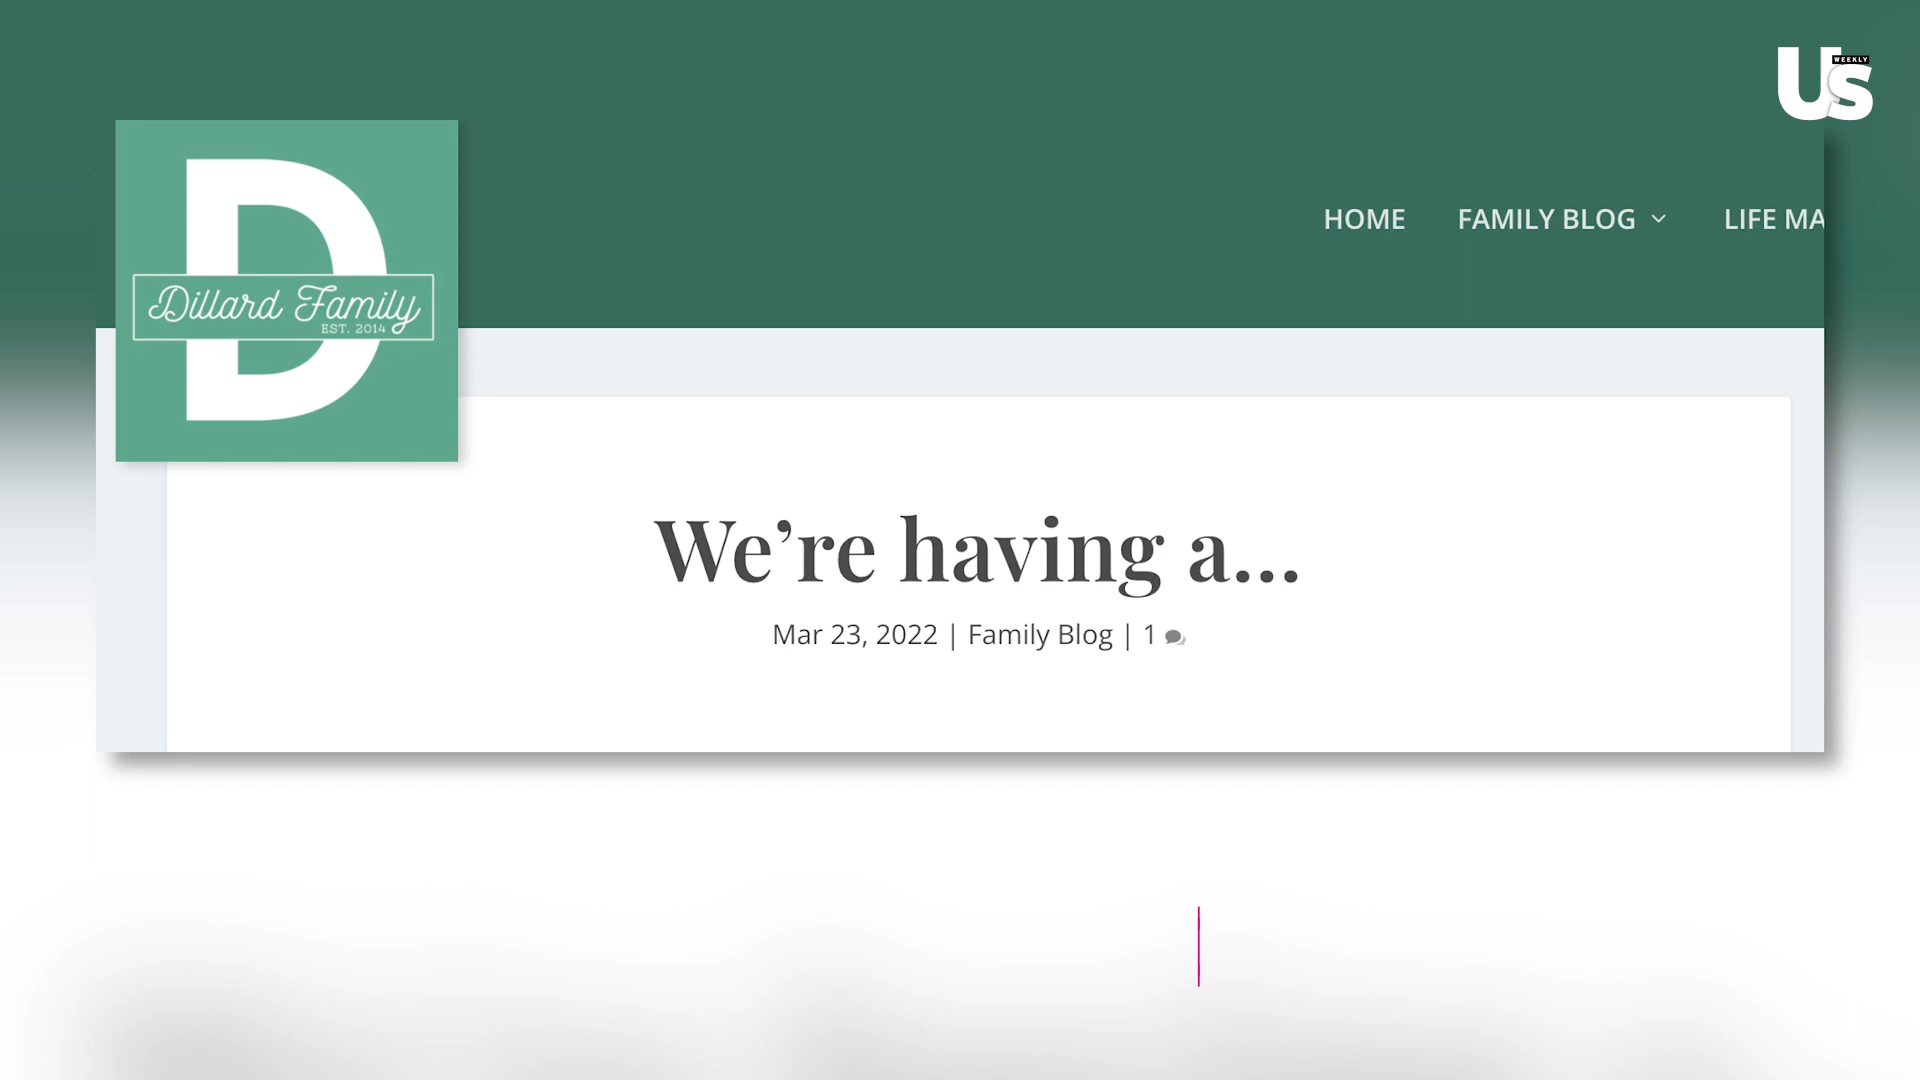 Us
WEEKLY
HOME FAMILY BLOG LIFE MA
D
Dillard Family
EST. 2014
We’re having a...
Mar 23, 2022 | Family Blog | 1